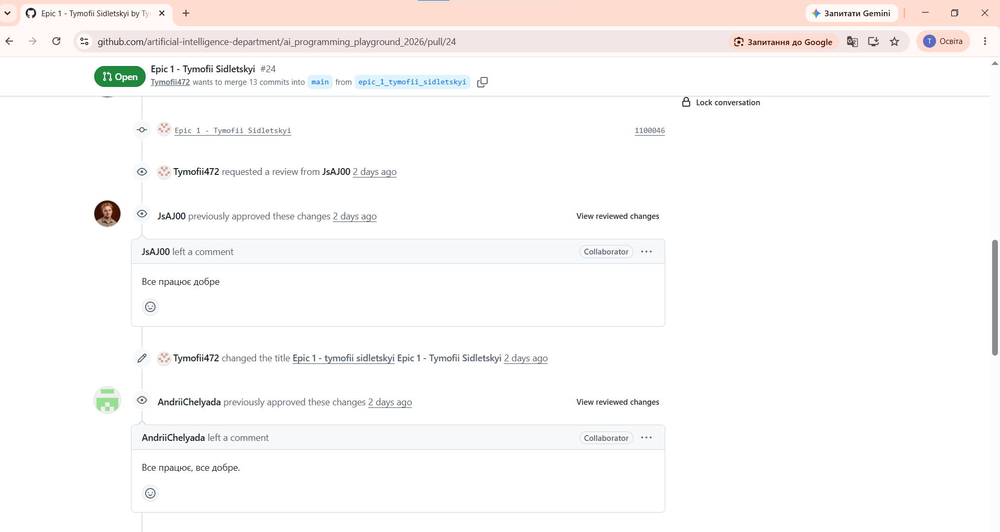 Epic 1 - Tymofii Sidletskyi by Ty
Запитати Gemini
github.com/artificial-intelligence-department/ai_programming_playground_2026/pull/24
Запитання до Google
T
Освіта
Open
Epic 1 - Tymofii Sidletskyi #24
Tymofii472 wants to merge 13 commits into main from epic_1_tymofii_sidletskyi
Lock conversation
Epic 1 - Tymofii Sidletskyi 1100046
Tymofii472 requested a review from JsAJ00 2 days ago
JsAJ00 previously approved these changes 2 days ago View reviewed changes
JsAJ00 left a comment Collaborator
Все працює добре
Tymofii472 changed the title Epic 1 - tymofii sidletskyi Epic 1 - Tymofii Sidletskyi 2 days ago
AndriiChelyada previously approved these changes 2 days ago View reviewed changes
AndriiChelyada left a comment Collaborator
Все працює, все добре.